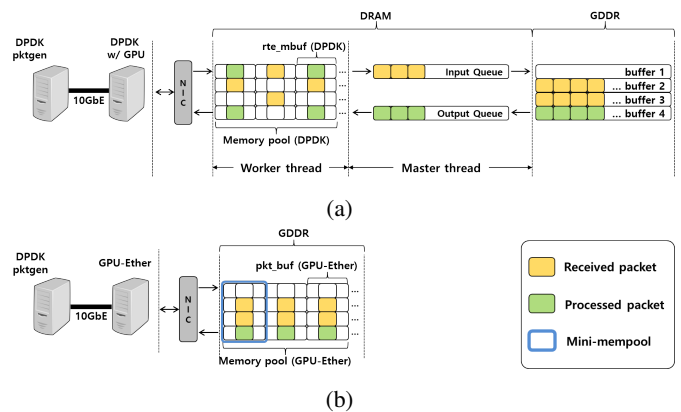 DRAM
GDDR
DPDK
pktgen
DPDK
w/ GPU
10GbE
NIC
rte_mbuf (DPDK)
...
...
...
...
Memory pool (DPDK)
Input Queue
Output Queue
buffer 1
... buffer 2
... buffer 3
... buffer 4
Worker thread
Master thread
(a)
GDDR
DPDK
pktgen
GPU-Ether
10GbE
NIC
pkt_buf (GPU-Ether)
...
...
...
...
Memory pool (GPU-Ether)
Received packet
Processed packet
Mini-mempool
(b)